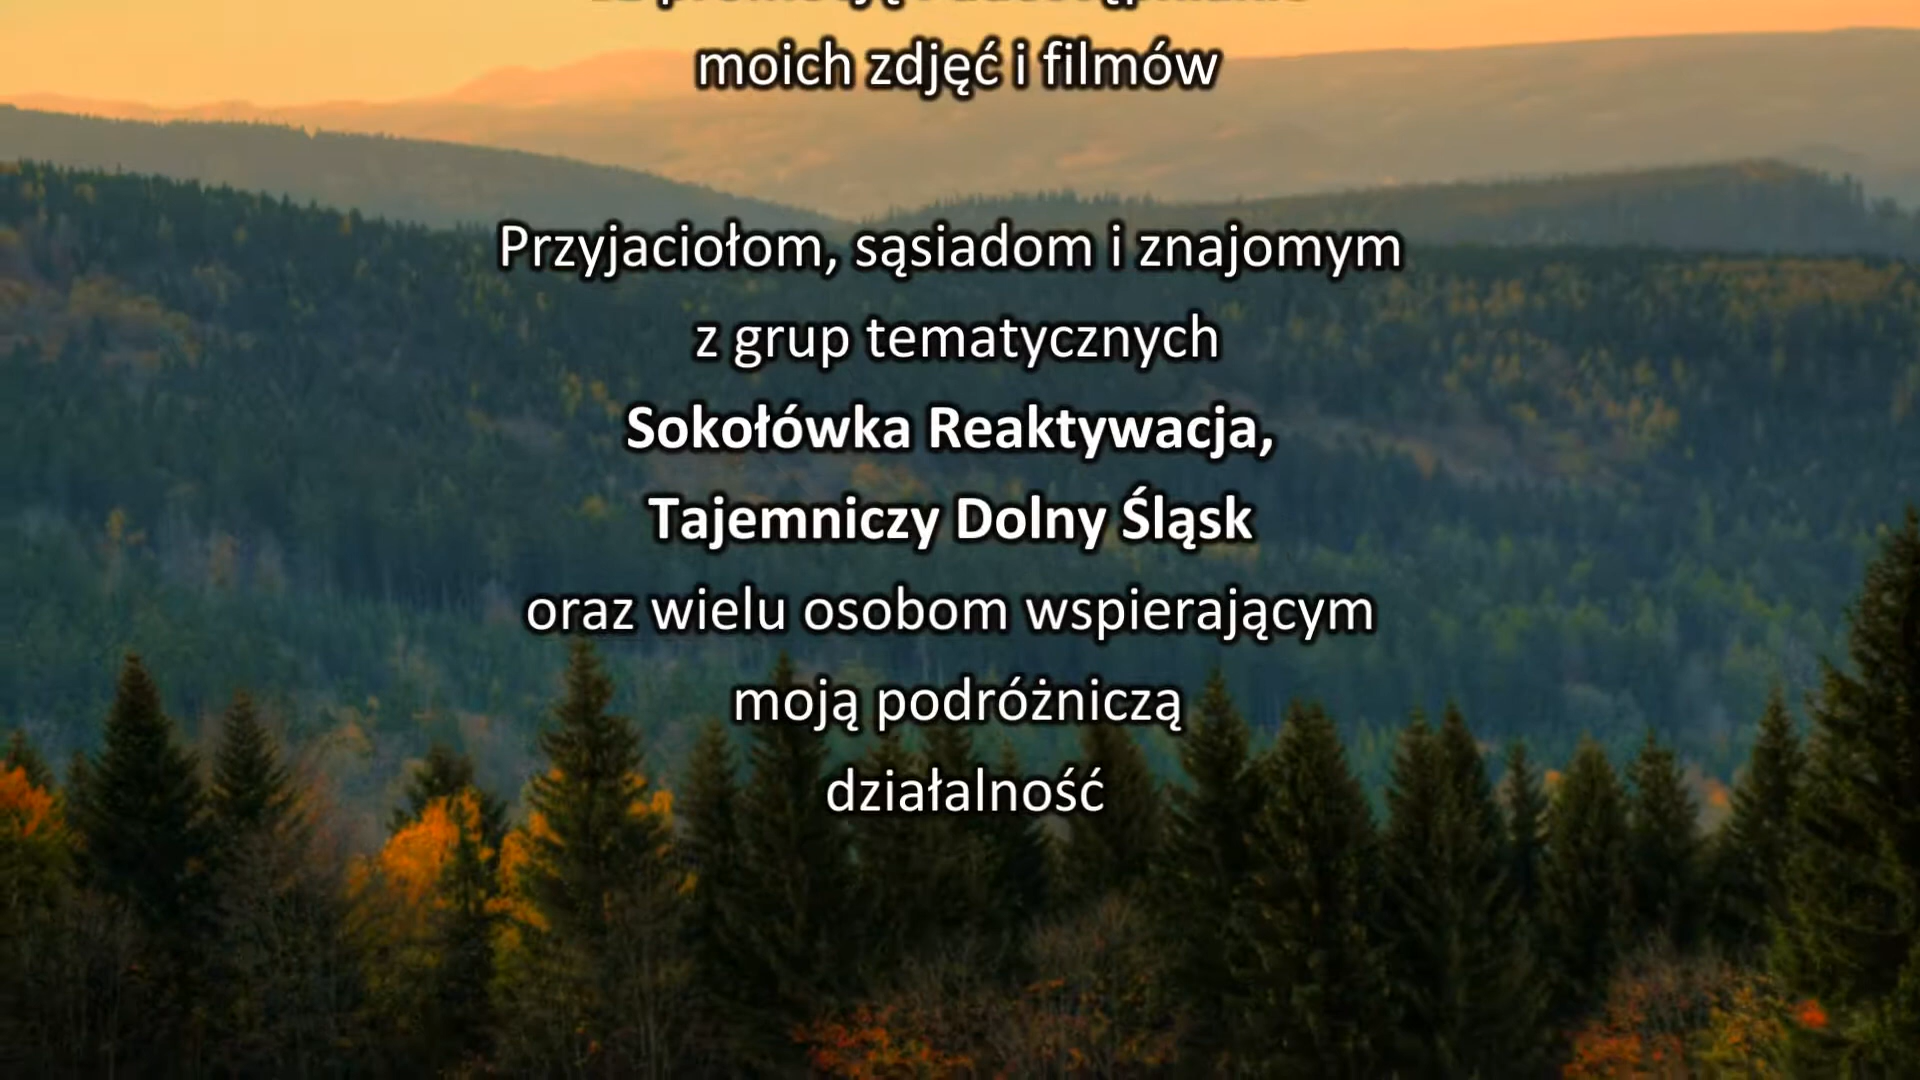 moich zdjęć i filmów
Przyjaciołom, sąsiadom i znajomym
z grup tematycznych
Sokołówka Reaktywacja,
Tajemniczy Dolny Śląsk
oraz wielu osobom wspierającym
moją podróżniczą
działalność